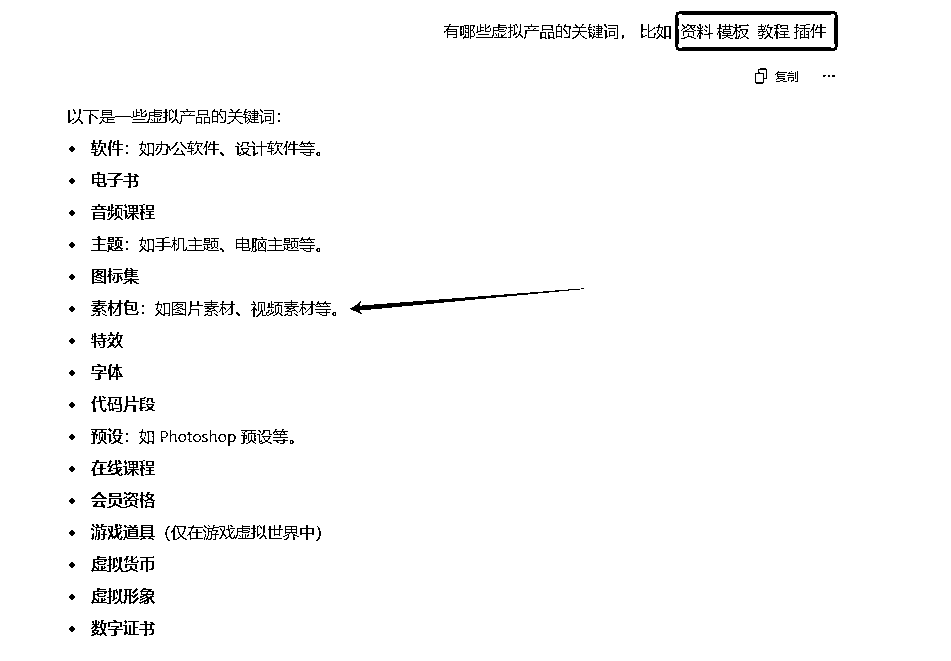 有哪些虚拟产品的关键词， 比如 资料 模板 教程 插件
复制 ···
以下是一些虚拟产品的关键词：
• 软件：如办公软件、设计软件等。
• 电子书
• 音频课程
• 主题：如手机主题、电脑主题等。
• 图标集
• 素材包：如图片素材、视频素材等。
• 特效
• 字体
• 代码片段
• 预设：如 Photoshop 预设等。
• 在线课程
• 会员资格
• 游戏道具（仅在游戏虚拟世界中）
• 虚拟货币
• 虚拟形象
• 数字证书